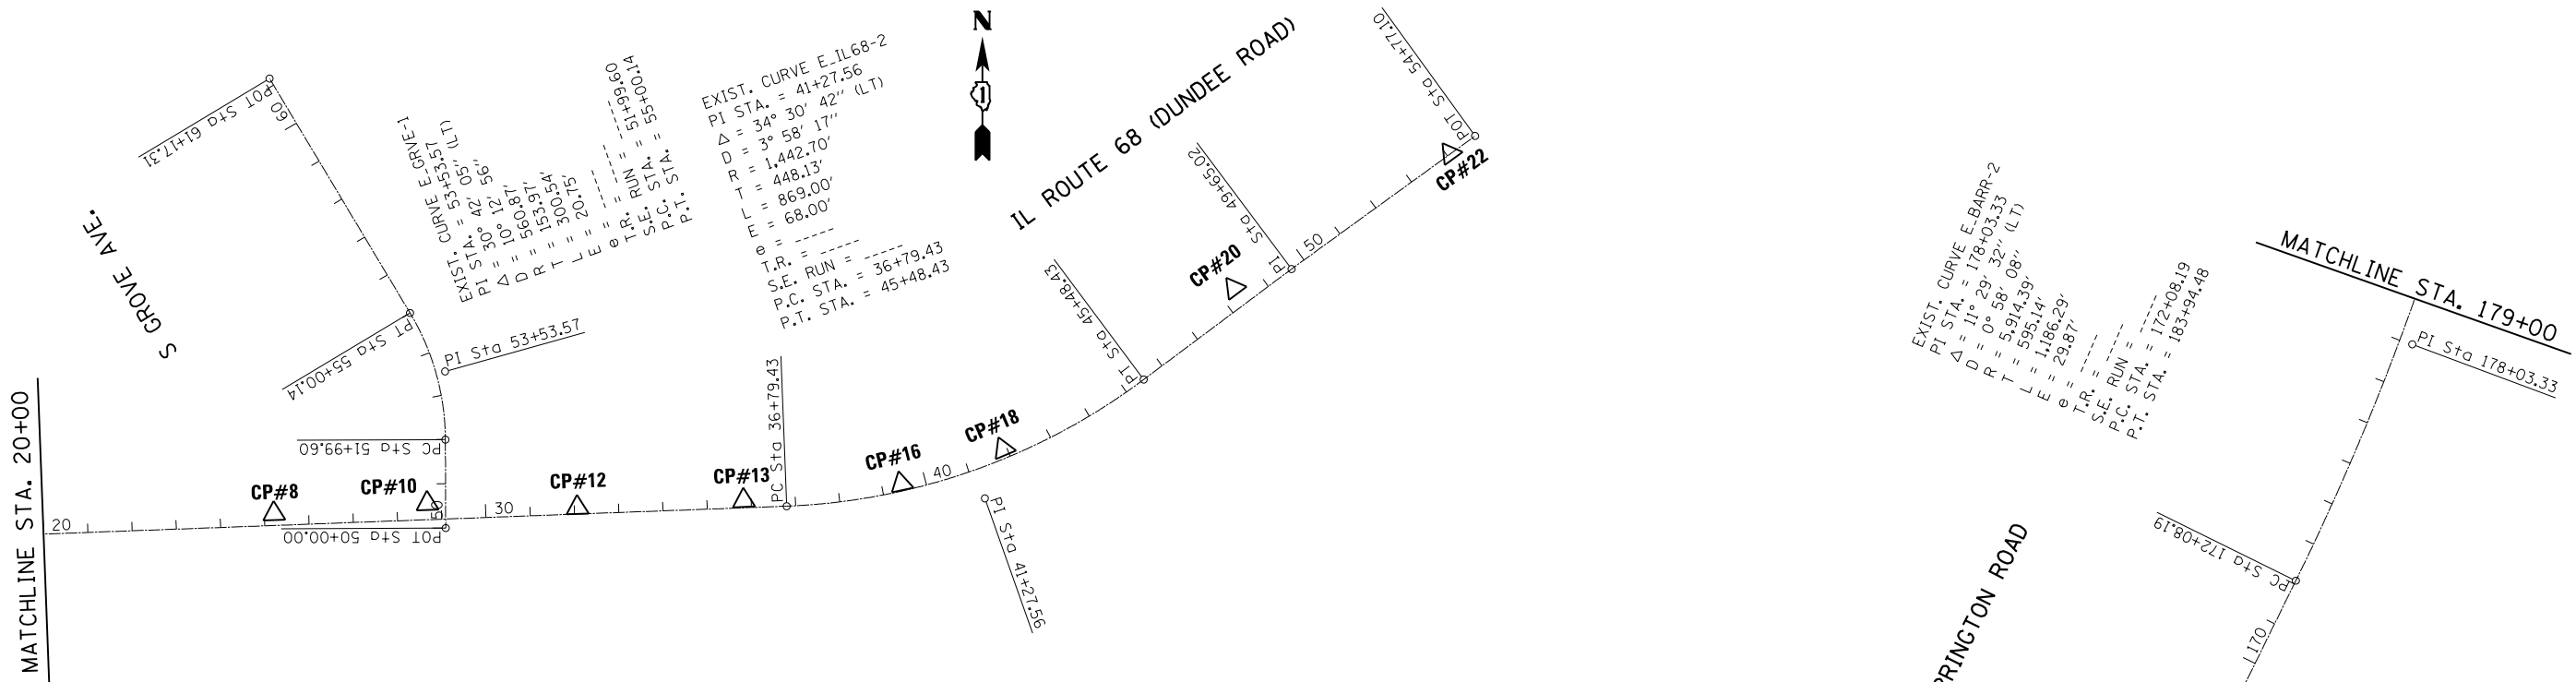 MATCHLINE STA. 20+00
S GROVE AVE.
POT Sta 61+17.31
60
PT Sta 55+00.14
PI Sta 53+53.57
PC Sta 51+99.60
50
POT Sta 50+00.00
EXIST. CURVE E_GRVE-1
PI STA. = 53+53.57
Δ = 30° 42' 05" (LT)
D = 10° 12' 56"
R = 560.87'
T = 153.97'
L = 300.54'
E = 20.75'
e = -----
T.R. = -----
S.E. RUN = -----
P.C. STA. = 51+99.60
P.T. STA. = 55+00.14
EXIST. CURVE E_IL68-2
PI STA. = 41+27.56
Δ = 34° 30' 42" (LT)
D = 3° 58' 17"
R = 1,442.70'
T = 448.13'
L = 869.00'
E = 68.00'
e = -----
T.R. = -----
S.E. RUN = -----
P.C. STA. = 36+79.43
P.T. STA. = 45+48.43
N
1
IL ROUTE 68 (DUNDEE ROAD)
20
CP#8
CP#10
30
CP#12
CP#13
PC Sta 36+79.43
CP#16
40
CP#18
PI Sta 41+27.56
PT Sta 45+48.43
CP#20
PI Sta 49+65.02
50
POT Sta 54+77.10
CP#22
EXIST. CURVE E_BARR-2
PI STA. = 178+03.33
Δ = 11° 29' 32" (LT)
D = 0° 58' 08"
R = 5,914.39'
T = 595.14'
L = 1,186.29'
E = 29.87'
e = -----
T.R. = -----
S.E. RUN = -----
P.C. STA. = 172+08.19
P.T. STA. = 183+94.48
MATCHLINE STA. 179+00
PI Sta 178+03.33
PC Sta 172+08.19
170
RRINGTON ROAD